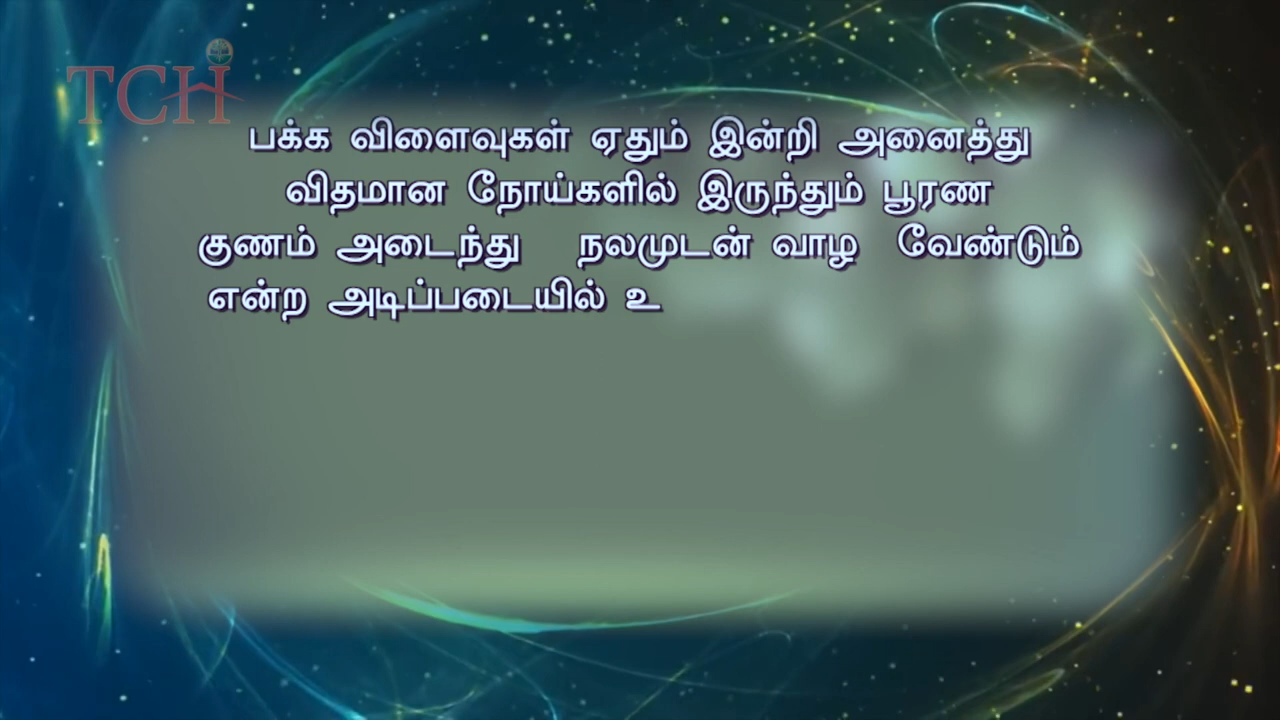 TCH
பக்க விளைவுகள் ஏதும் இன்றி அனைத்து
விதமான நோய்களில் இருந்தும் பூரண
குணம் அடைந்து நலமுடன் வாழ வேண்டும்
என்ற அடிப்படையில் உ